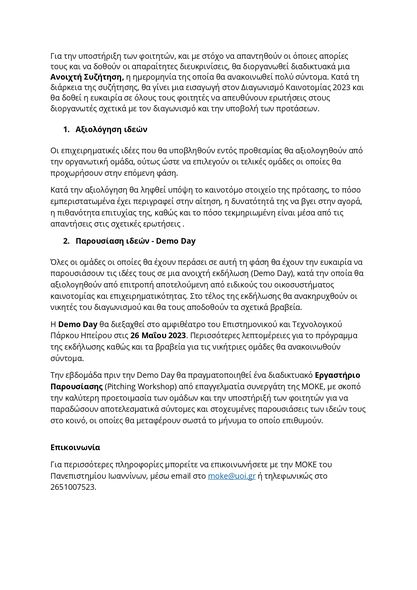 Για την υποστήριξη των φοιτητών, και με στόχο να απαντηθούν οι όποιες απορίες
τους και να δοθούν οι απαραίτητες διευκρινίσεις, θα διοργανωθεί διαδικτυακά μια
Ανοιχτή Συζήτηση, η ημερομηνία της οποία θα ανακοινωθεί πολύ σύντομα. Κατά τη
διάρκεια της συζήτησης, θα γίνει μια εισαγωγή στον Διαγωνισμό Καινοτομίας 2023 και
θα δοθεί η ευκαιρία σε όλους τους φοιτητές να απευθύνουν ερωτήσεις στους
διοργανωτές σχετικά με τον διαγωνισμό και την υποβολή των προτάσεων.
1. Αξιολόγηση ιδεών
Οι επιχειρηματικές ιδέες που θα υποβληθούν εντός προθεσμίας θα αξιολογηθούν από
την οργανωτική ομάδα, ούτως ώστε να επιλεγούν οι τελικές ομάδες οι οποίες θα
προχωρήσουν στην επόμενη φάση.
Κατά την αξιολόγηση θα ληφθεί υπόψη το καινοτόμο στοιχείο της πρότασης, το πόσο
εμπεριστατωμένα έχει περιγραφεί στην αίτηση, η δυνατότητά της να βγει στην αγορά,
η πιθανότητα επιτυχίας της, καθώς και το πόσο τεκμηριωμένη είναι μέσα από τις
απαντήσεις στις σχετικές ερωτήσεις .
2. Παρουσίαση ιδεών - Demo Day
Όλες οι ομάδες οι οποίες θα έχουν περάσει σε αυτή τη φάση θα έχουν την ευκαιρία να
παρουσιάσουν τις ιδέες τους σε μια ανοιχτή εκδήλωση (Demo Day), κατά την οποία θα
αξιολογηθούν από επιτροπή αποτελούμενη από ειδικού του οικοσυστήματος
καινοτομίας και επιχειρηματικότητας. Στο τέλος της εκδήλωσης θα ανακηρυχθούν οι
νικητές του διαγωνισμού και θα τους αποδοθούν τα σχετικά βραβεία.
Η Demo Day θα διεξαχθεί στο αμφιθέατρο του Επιστημονικού και Τεχνολογικού
Πάρκου Ηπείρου στις 26 Μαΐου 2023. Περισσότερες λεπτομέρειες για το πρόγραμμα
της εκδήλωσης καθώς και τα βραβεία για τις νικήτριες ομάδες θα ανακοινωθούν
σύντομα.
Την εβδομάδα πριν την Demo Day θα πραγματοποιηθεί ένα διαδικτυακό Εργαστήριο
Παρουσίασης (Pitching Workshop) από επαγγελματία συνεργάτη της ΜΟΚΕ, με σκοπό
την καλύτερη προετοιμασία των ομάδων και την υποστήριξη των φοιτητών για να
παραδώσουν αποτελεσματικά σύντομες και στοχευμένες παρουσιάσεις των ιδεών τους
στο κοινό, οι οποίες θα μεταφέρουν σωστά το μήνυμα το οποίο επιθυμούν.
Επικοινωνία
Για περισσότερες πληροφορίες μπορείτε να επικοινωνήσετε με την ΜΟΚΕ του
Πανεπιστημίου Ιωαννίνων, μέσω email στο moke@uoi.gr ή τηλεφωνικώς στο
2651007523.